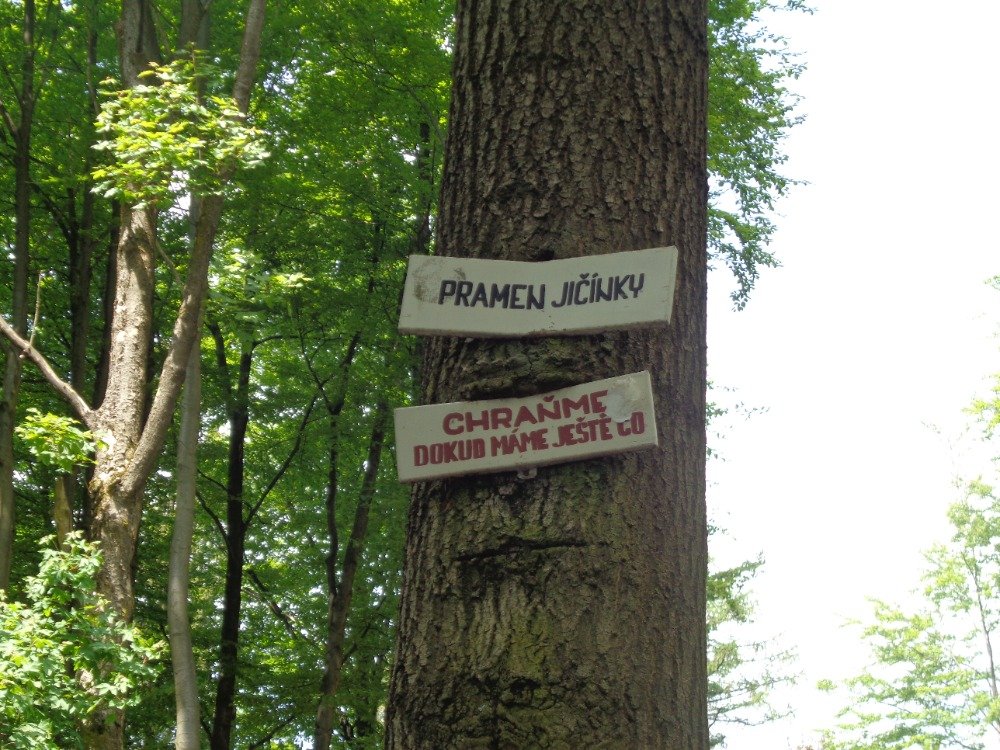 PRAMEN JIČÍNKY
CHRAŇME
DOKUD MÁME JEŠTĚ CO